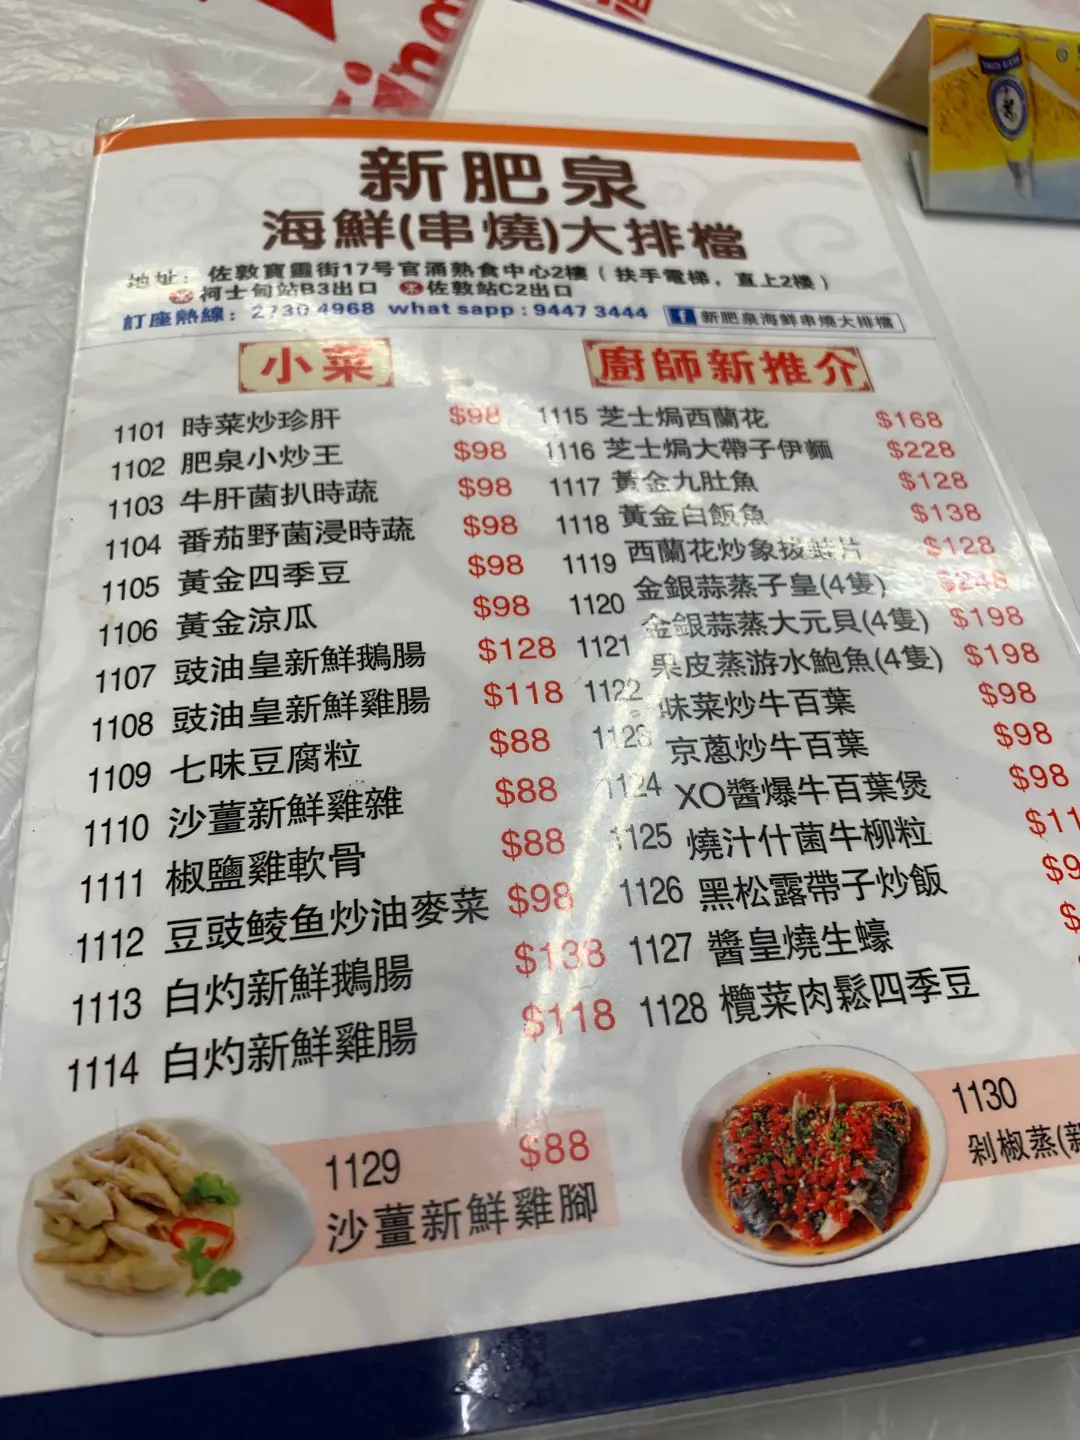 新肥泉
海鮮(串燒)大排檔
地址：佐敦寶靈街17号官涌熟食中心2樓（扶手電梯，直上2樓）
柯士甸站B3出口 佐敦站C2出口
訂座熱線：2730 4968 what sapp : 9447 3444 新肥泉海鮮串燒大排檔
小菜
1101 時菜炒珍肝 $98
1102 肥泉小炒王 $98
1103 牛肝菌扒時蔬 $98
1104 番茄野菌浸時蔬 $98
1105 黃金四季豆 $98
1106 黃金涼瓜 $98
1107 豉油皇新鮮鵝腸 $128
1108 豉油皇新鮮雞腸 $118
1109 七味豆腐粒 $88
1110 沙薑新鮮雞雜 $88
1111 椒鹽雞軟骨 $88
1112 豆豉鲮鱼炒油麥菜 $98
1113 白灼新鮮鵝腸 $138
1114 白灼新鮮雞腸 $118
廚師新推介
1115 芝士焗西蘭花 $168
1116 芝士焗大帶子伊麵 $228
1117 黃金九肚魚 $128
1118 黃金白飯魚 $138
1119 西蘭花炒象拔蚌片 $128
1120 金銀蒜蒸子皇(4隻) $248
1121 金銀蒜蒸大元貝(4隻) $198
1122 果皮蒸游水鮑魚(4隻) $198
1123 味菜炒牛百葉 $98
1124 京蔥炒牛百葉 $98
1125 XO醬爆牛百葉煲 $98
1126 燒汁什菌牛柳粒 $11
1127 黑松露帶子炒飯 $9
1128 醬皇燒生蠔 $
欖菜肉鬆四季豆
1129 $88
沙薑新鮮雞腳
1130
剁椒蒸(新